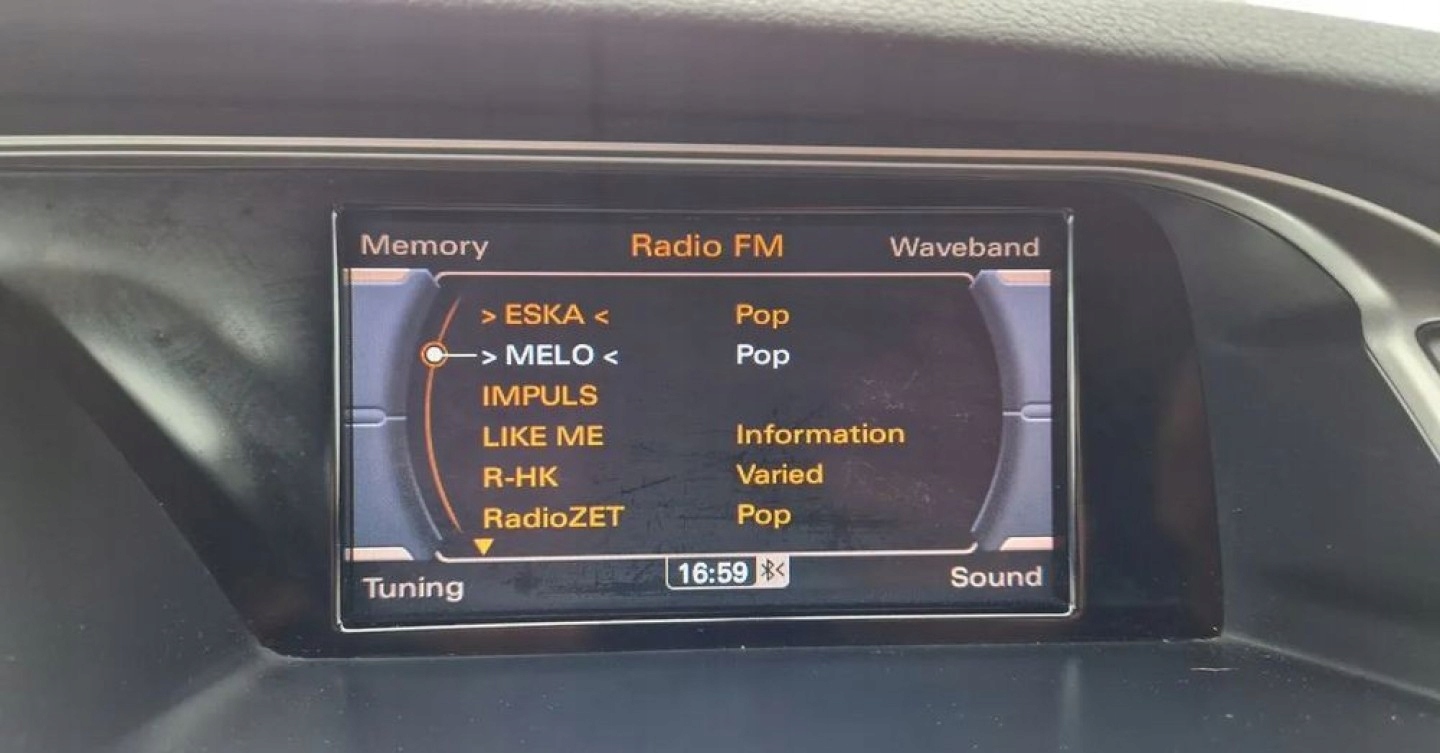 Memory Radio FM Waveband
> ESKA < Pop
> MELO < Pop
IMPULS
LIKE ME Information
R-HK Varied
RadioZET Pop
Tuning 16:59 Sound